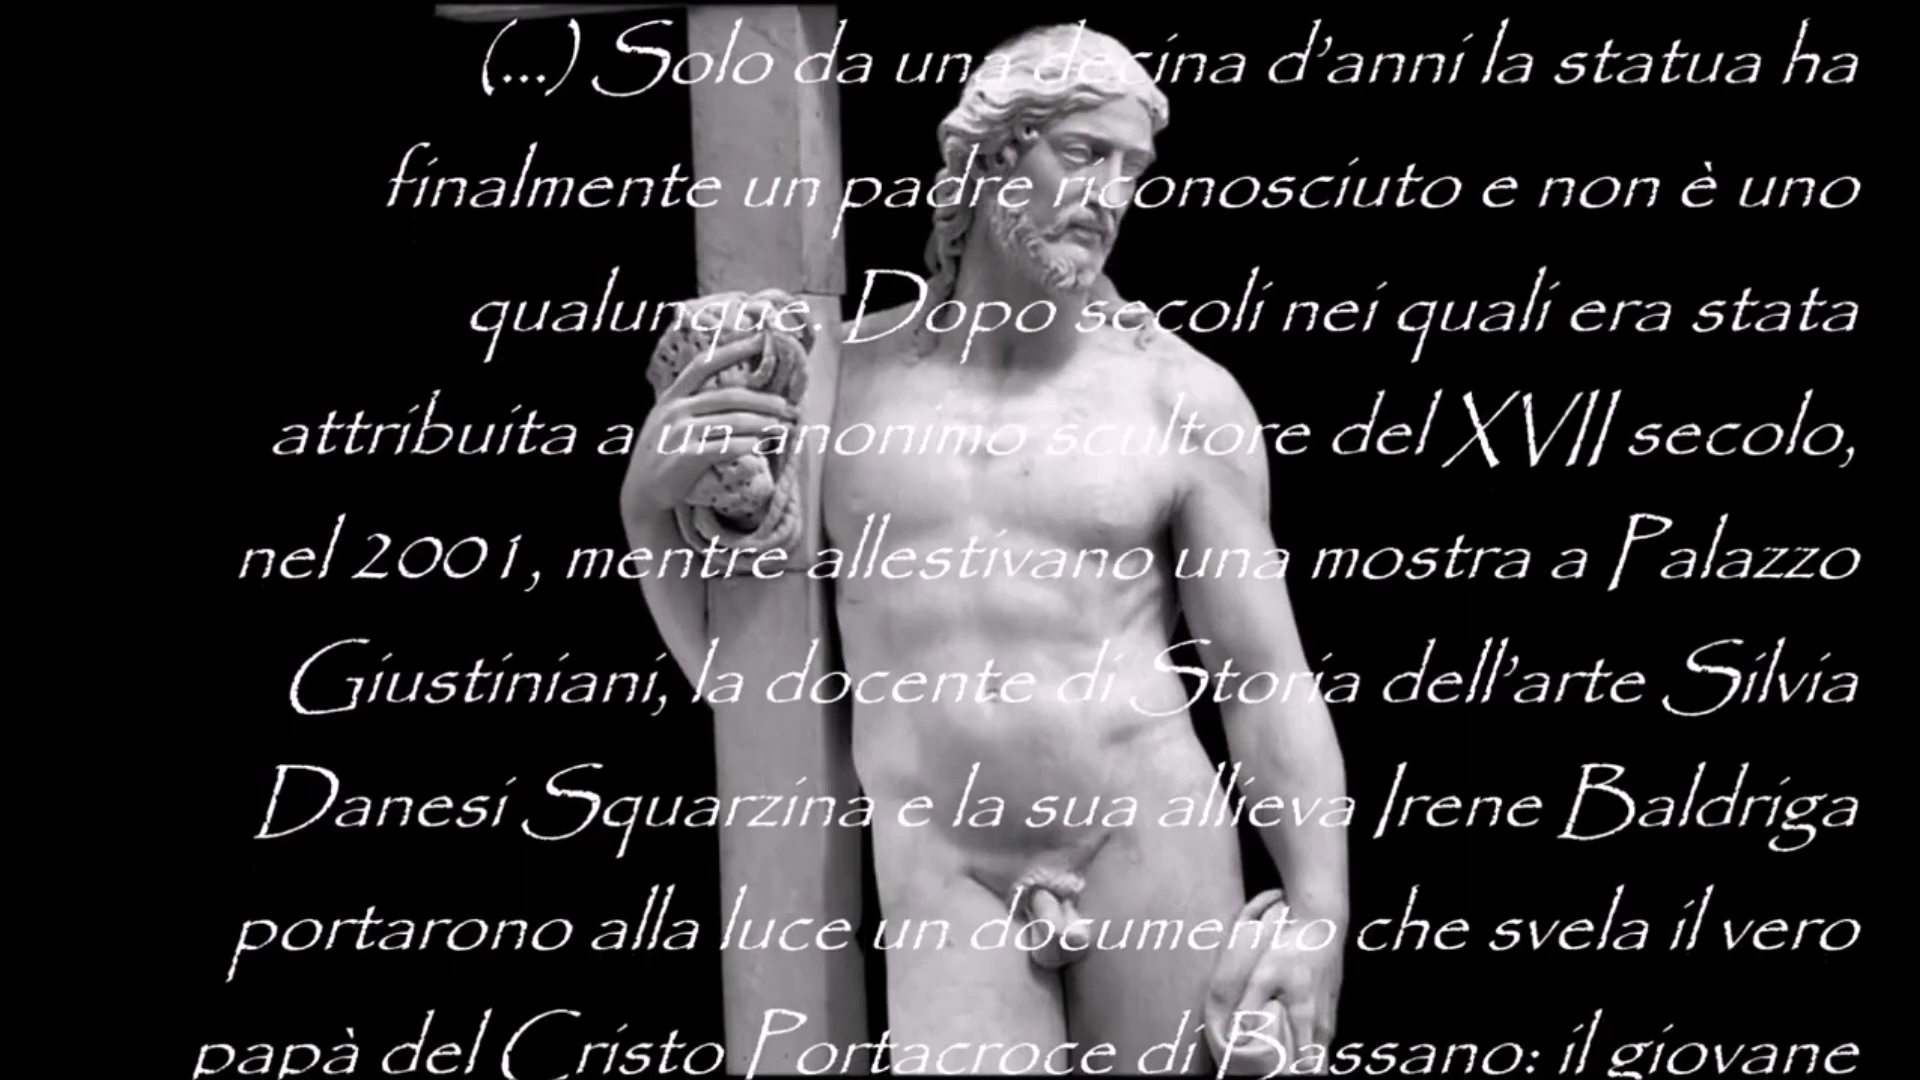 (...) Solo da una decina d’anni la statua ha
finalmente un padre riconosciuto e non è uno
qualunque. Dopo secoli nei quali era stata
attribuita a un anonimo scultore del XVII secolo,
nel 2001, mentre allestivano una mostra a Palazzo
Giustiniani, la docente di Storia dell’arte Silvia
Danesi Squarzina e la sua allieva Irene Baldriga
portarono alla luce un documento che svela il vero
papà del Cristo Portacroce di Bassano: il giovane